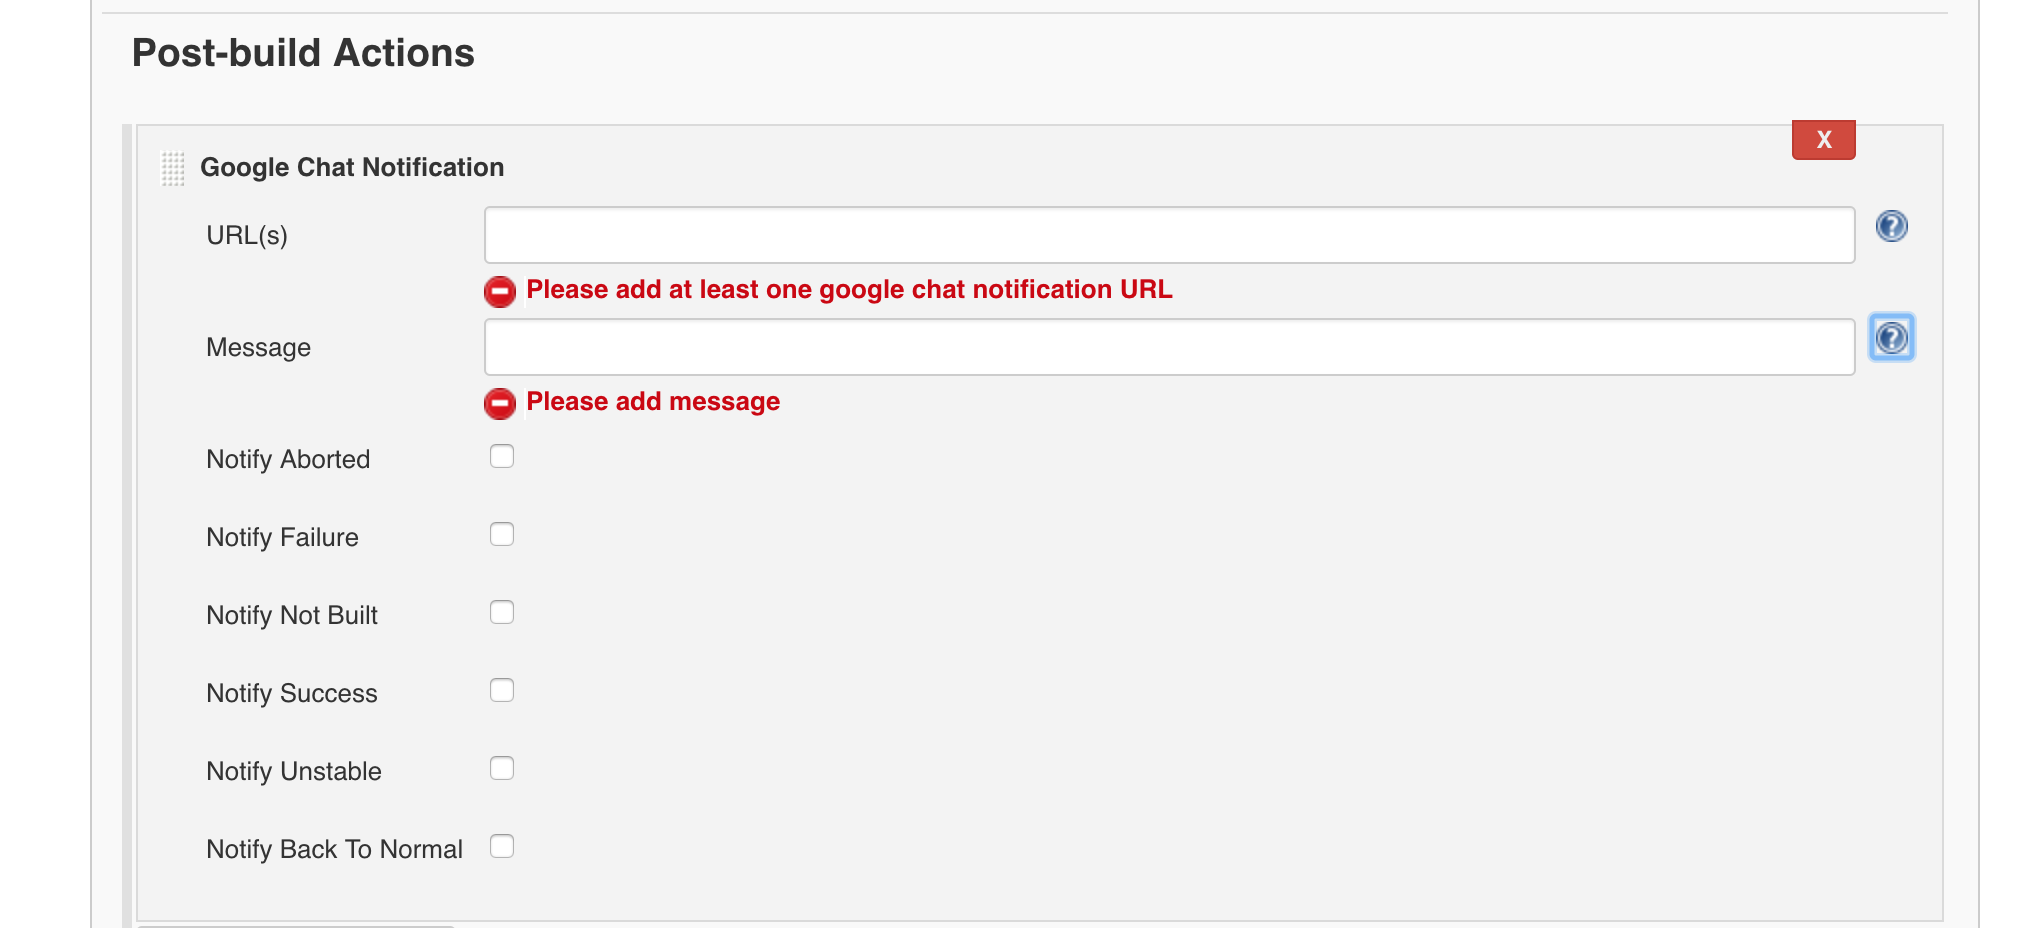 Post-build Actions
X
Google Chat Notification
URL(s)
?
Please add at least one google chat notification URL
Message
?
Please add message
Notify Aborted
Notify Failure
Notify Not Built
Notify Success
Notify Unstable
Notify Back To Normal